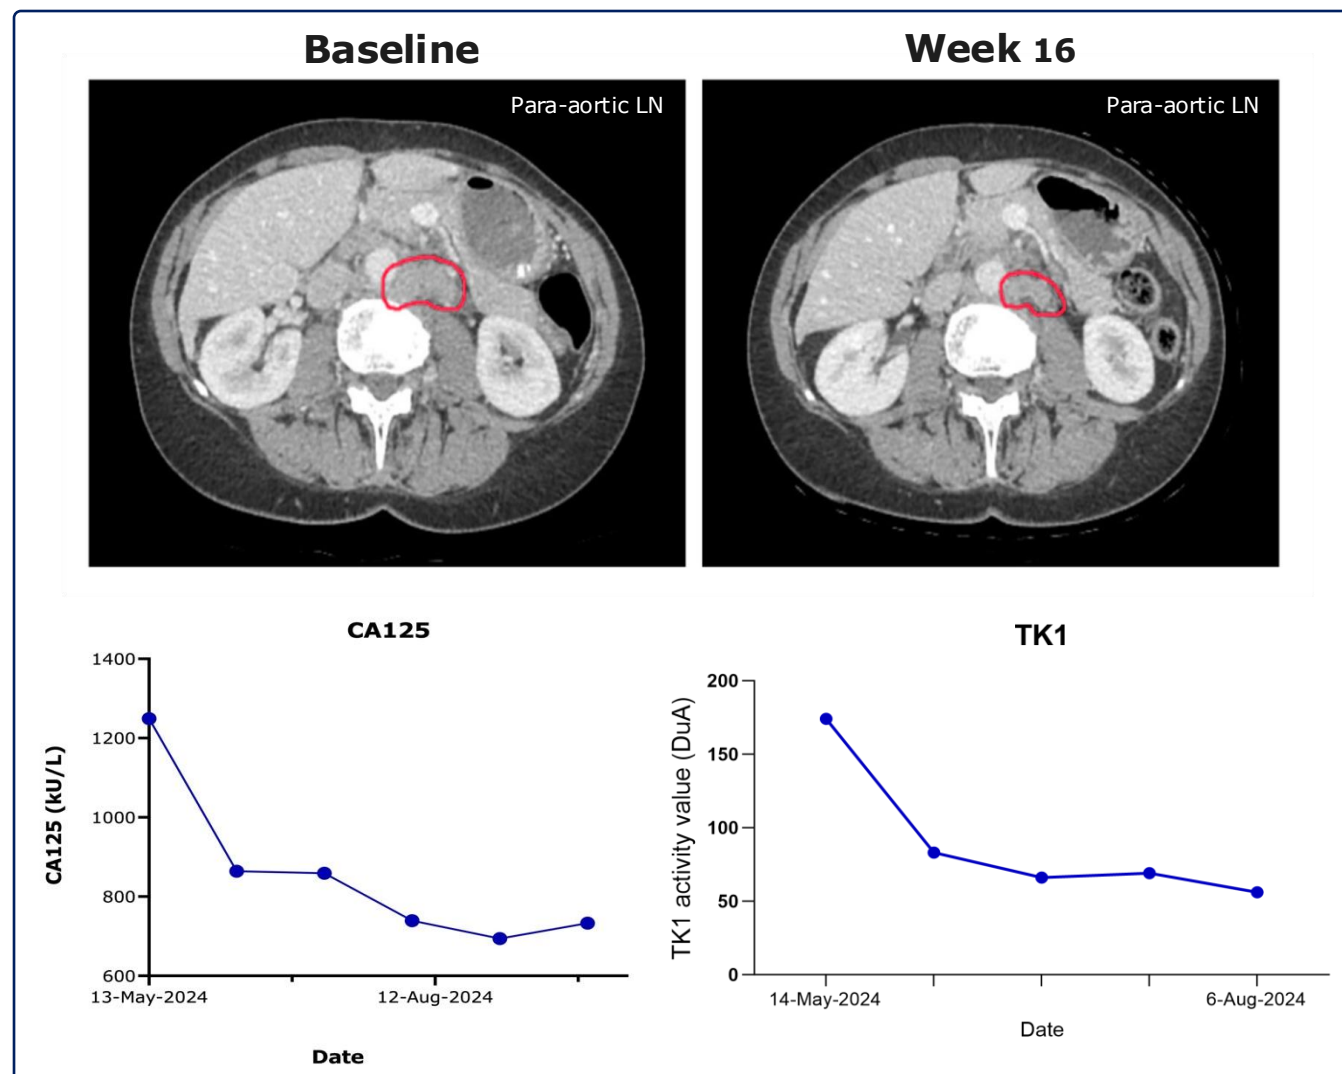 Baseline
Week 16
Para-aortic LN
Para-aortic LN
CA125
1400
1200
1000
800
600
CA125 (kU/L)
13-May-2024
12-Aug-2024
Date
TK1
200
150
100
50
0
TK1 activity value (DuA)
14-May-2024
6-Aug-2024
Date